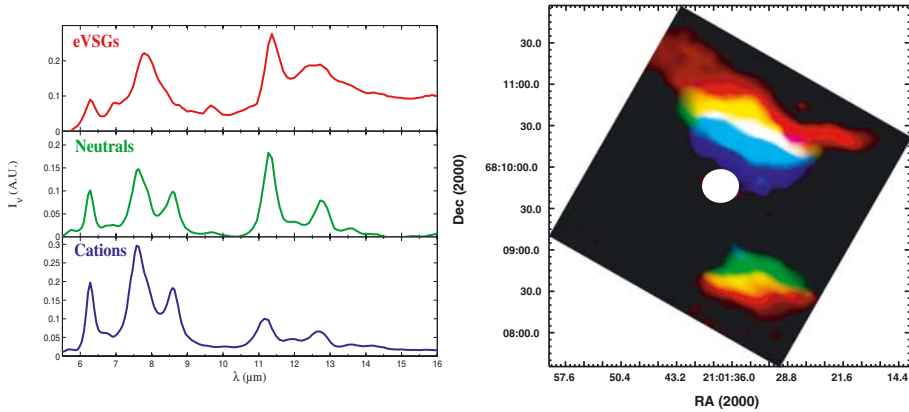 eVSGs
0.2
0.1
0
Neutrals
0.2
0.15
0.1
0.05
0
I_ν (A.U.)
Cations
0.3
0.25
0.2
0.15
0.1
0.05
0
6 7 8 9 10 11 12 13 14 15 16
λ (μm)
Dec (2000)
30.0
11:00.0
30.0
68:10:00.0
30.0
09:00.0
30.0
08:00.0
57.6 50.4 43.2 21:01:36.0 28.8 21.6 14.4
RA (2000)